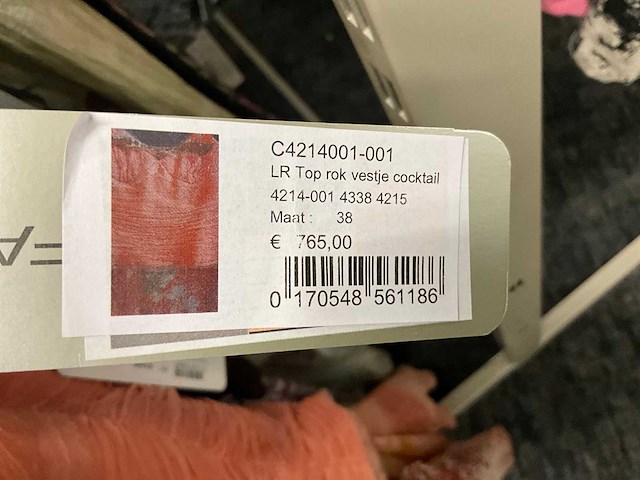 C4214001-001
LR Top rok vestje cocktail
4214-001 4338 4215
Maat : 38
€ 765,00
0 170548 561186